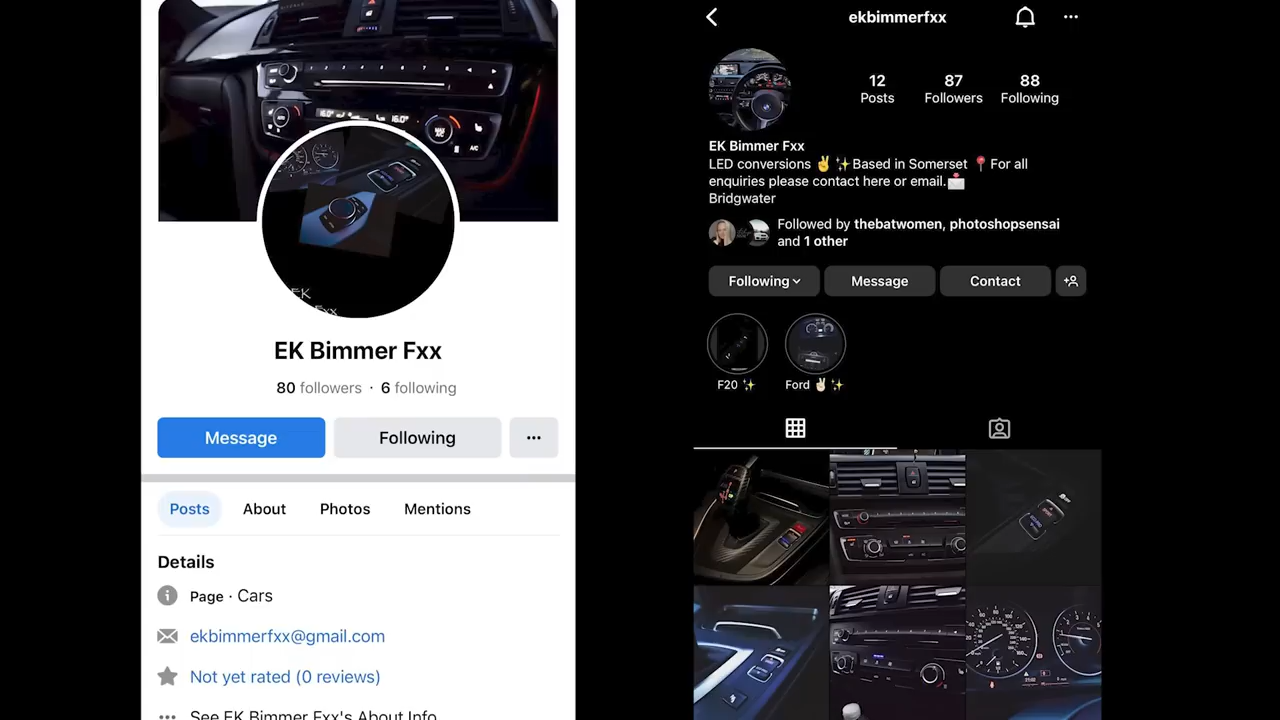 EK
Fxx
EK Bimmer Fxx
80 followers · 6 following
Message
Following
Posts
About
Photos
Mentions
Details
Page · Cars
ekbimmerfxx@gmail.com
Not yet rated (0 reviews)
See EK Bimmer Fxx's About Info
ekbimmerfxx
12
87
88
Posts
Followers
Following
EK Bimmer Fxx
LED conversions ✌️✨Based in Somerset 📍For all
enquiries please contact here or email.📩
Bridgwater
Followed by thebatwomen, photoshopsensai
and 1 other
Following
Message
Contact
F20 ✨
Ford ✌🏻✨